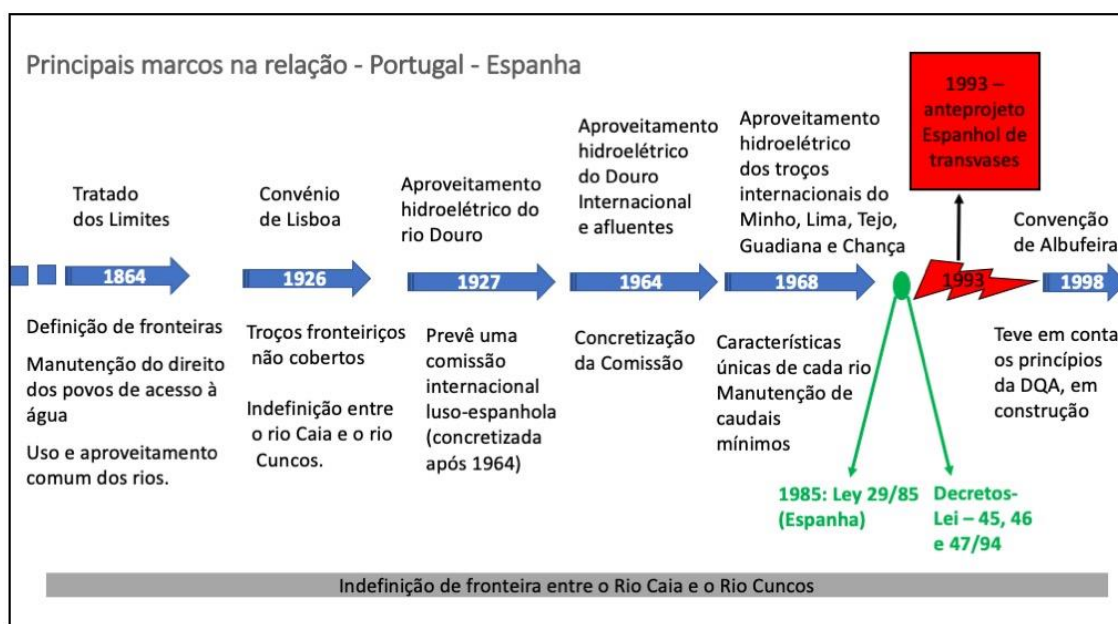 Principais marcos na relação - Portugal - Espanha
1993 –
anteprojeto
Espanhol de
transvases
Tratado
dos Limites
Convénio
de Lisboa
Aproveitamento
hidroelétrico do
rio Douro
Aproveitamento
hidroelétrico
do Douro
Internacional
e afluentes
Aproveitamento
hidroelétrico
dos troços
internacionais do
Minho, Lima, Tejo,
Guadiana e Chança
Convenção
de Albufeira
1864
1926
1927
1964
1968
1993
1998
Definição de fronteiras
Manutenção do direito
dos povos de acesso à
água
Uso e aproveitamento
comum dos rios.
Troços fronteiriços
não cobertos
Indefinição entre
o rio Caia e o rio
Cuncos.
Prevê uma
comissão
internacional
luso-espanhola
(concretizada
após 1964)
Concretização
da Comissão
Características
únicas de cada rio
Manutenção de
caudais
mínimos
Teve em conta
os princípios
da DQA, em
construção
1985: Ley 29/85
(Espanha)
Decretos-
Lei – 45, 46
e 47/94
Indefinição de fronteira entre o Rio Caia e o Rio Cuncos